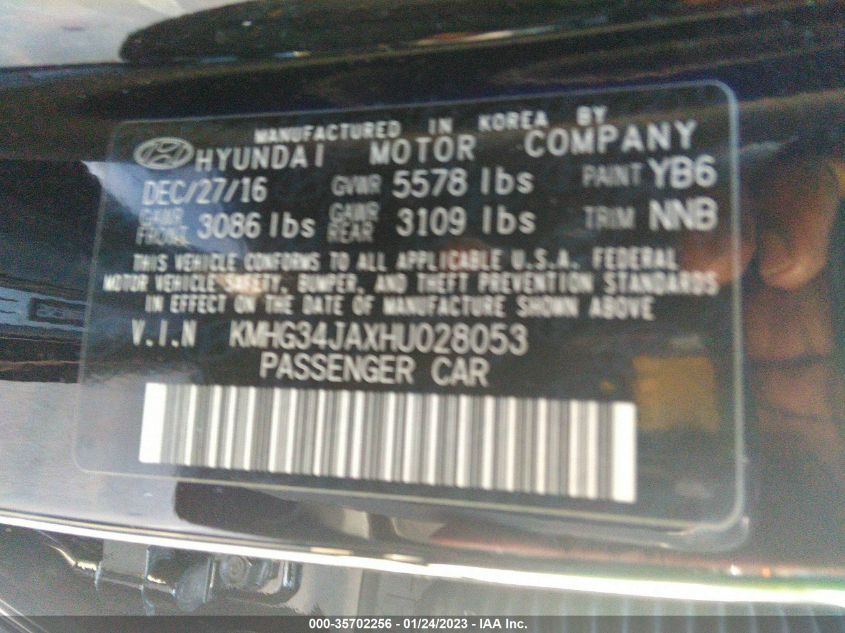 MANUFACTURED IN KOREA BY
HYUNDAI MOTOR COMPANY
DEC/27/16 GVWR 5578 lbs PAINT YB6
GAWR FRONT 3086 lbs GAWR REAR 3109 lbs TRIM NNB
THIS VEHICLE CONFORMS TO ALL APPLICABLE U.S.A. FEDERAL
MOTOR VEHICLE SAFETY, BUMPER, AND THEFT PREVENTION STANDARDS
IN EFFECT ON THE DATE OF MANUFACTURE SHOWN ABOVE
V.I.N KMHG34JAXHU028053
PASSENGER CAR
000-35702256 - 01/24/2023 - IAA Inc.